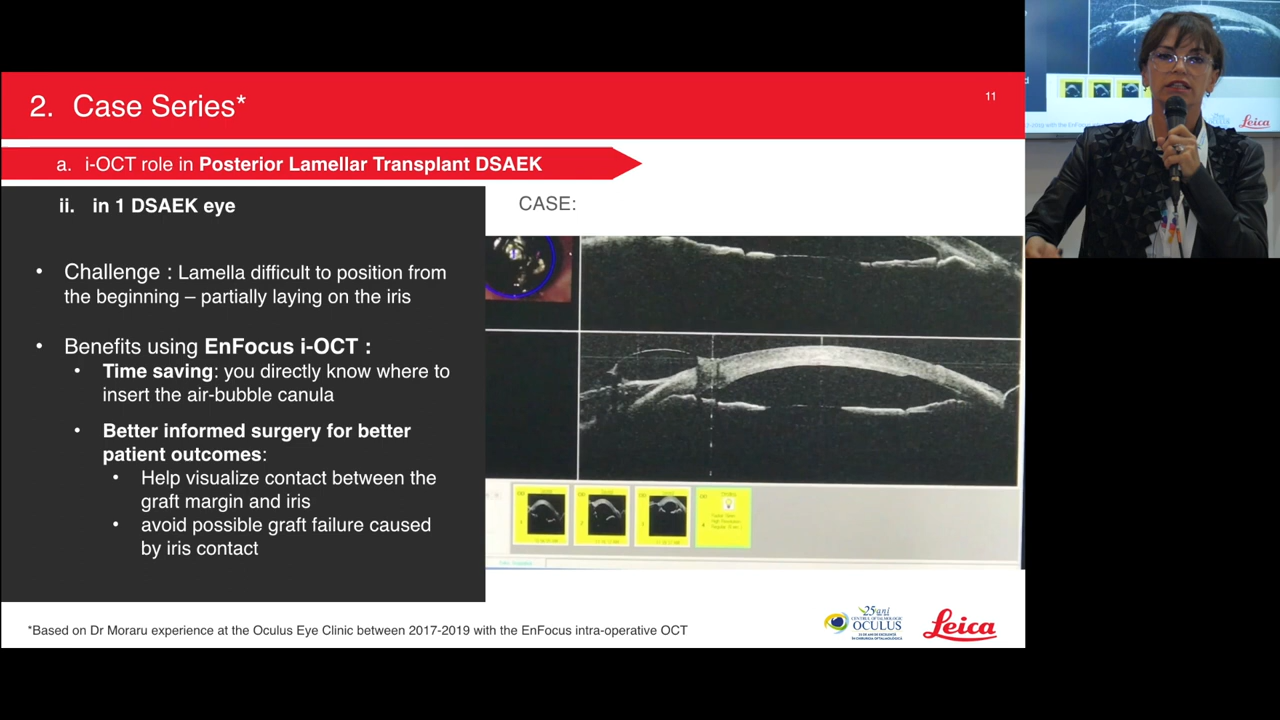 2. Case Series*
11
a. i-OCT role in Posterior Lamellar Transplant DSAEK
ii. in 1 DSAEK eye
CASE:
• Challenge : Lamella difficult to position from
the beginning – partially laying on the iris
• Benefits using EnFocus i-OCT :
• Time saving: you directly know where to
insert the air-bubble canula
• Better informed surgery for better
patient outcomes:
• Help visualize contact between the
graft margin and iris
• avoid possible graft failure caused
by iris contact
*Based on Dr Moraru experience at the Oculus Eye Clinic between 2017-2019 with the EnFocus intra-operative OCT
25 ani
OCULUS
Leica
Leica